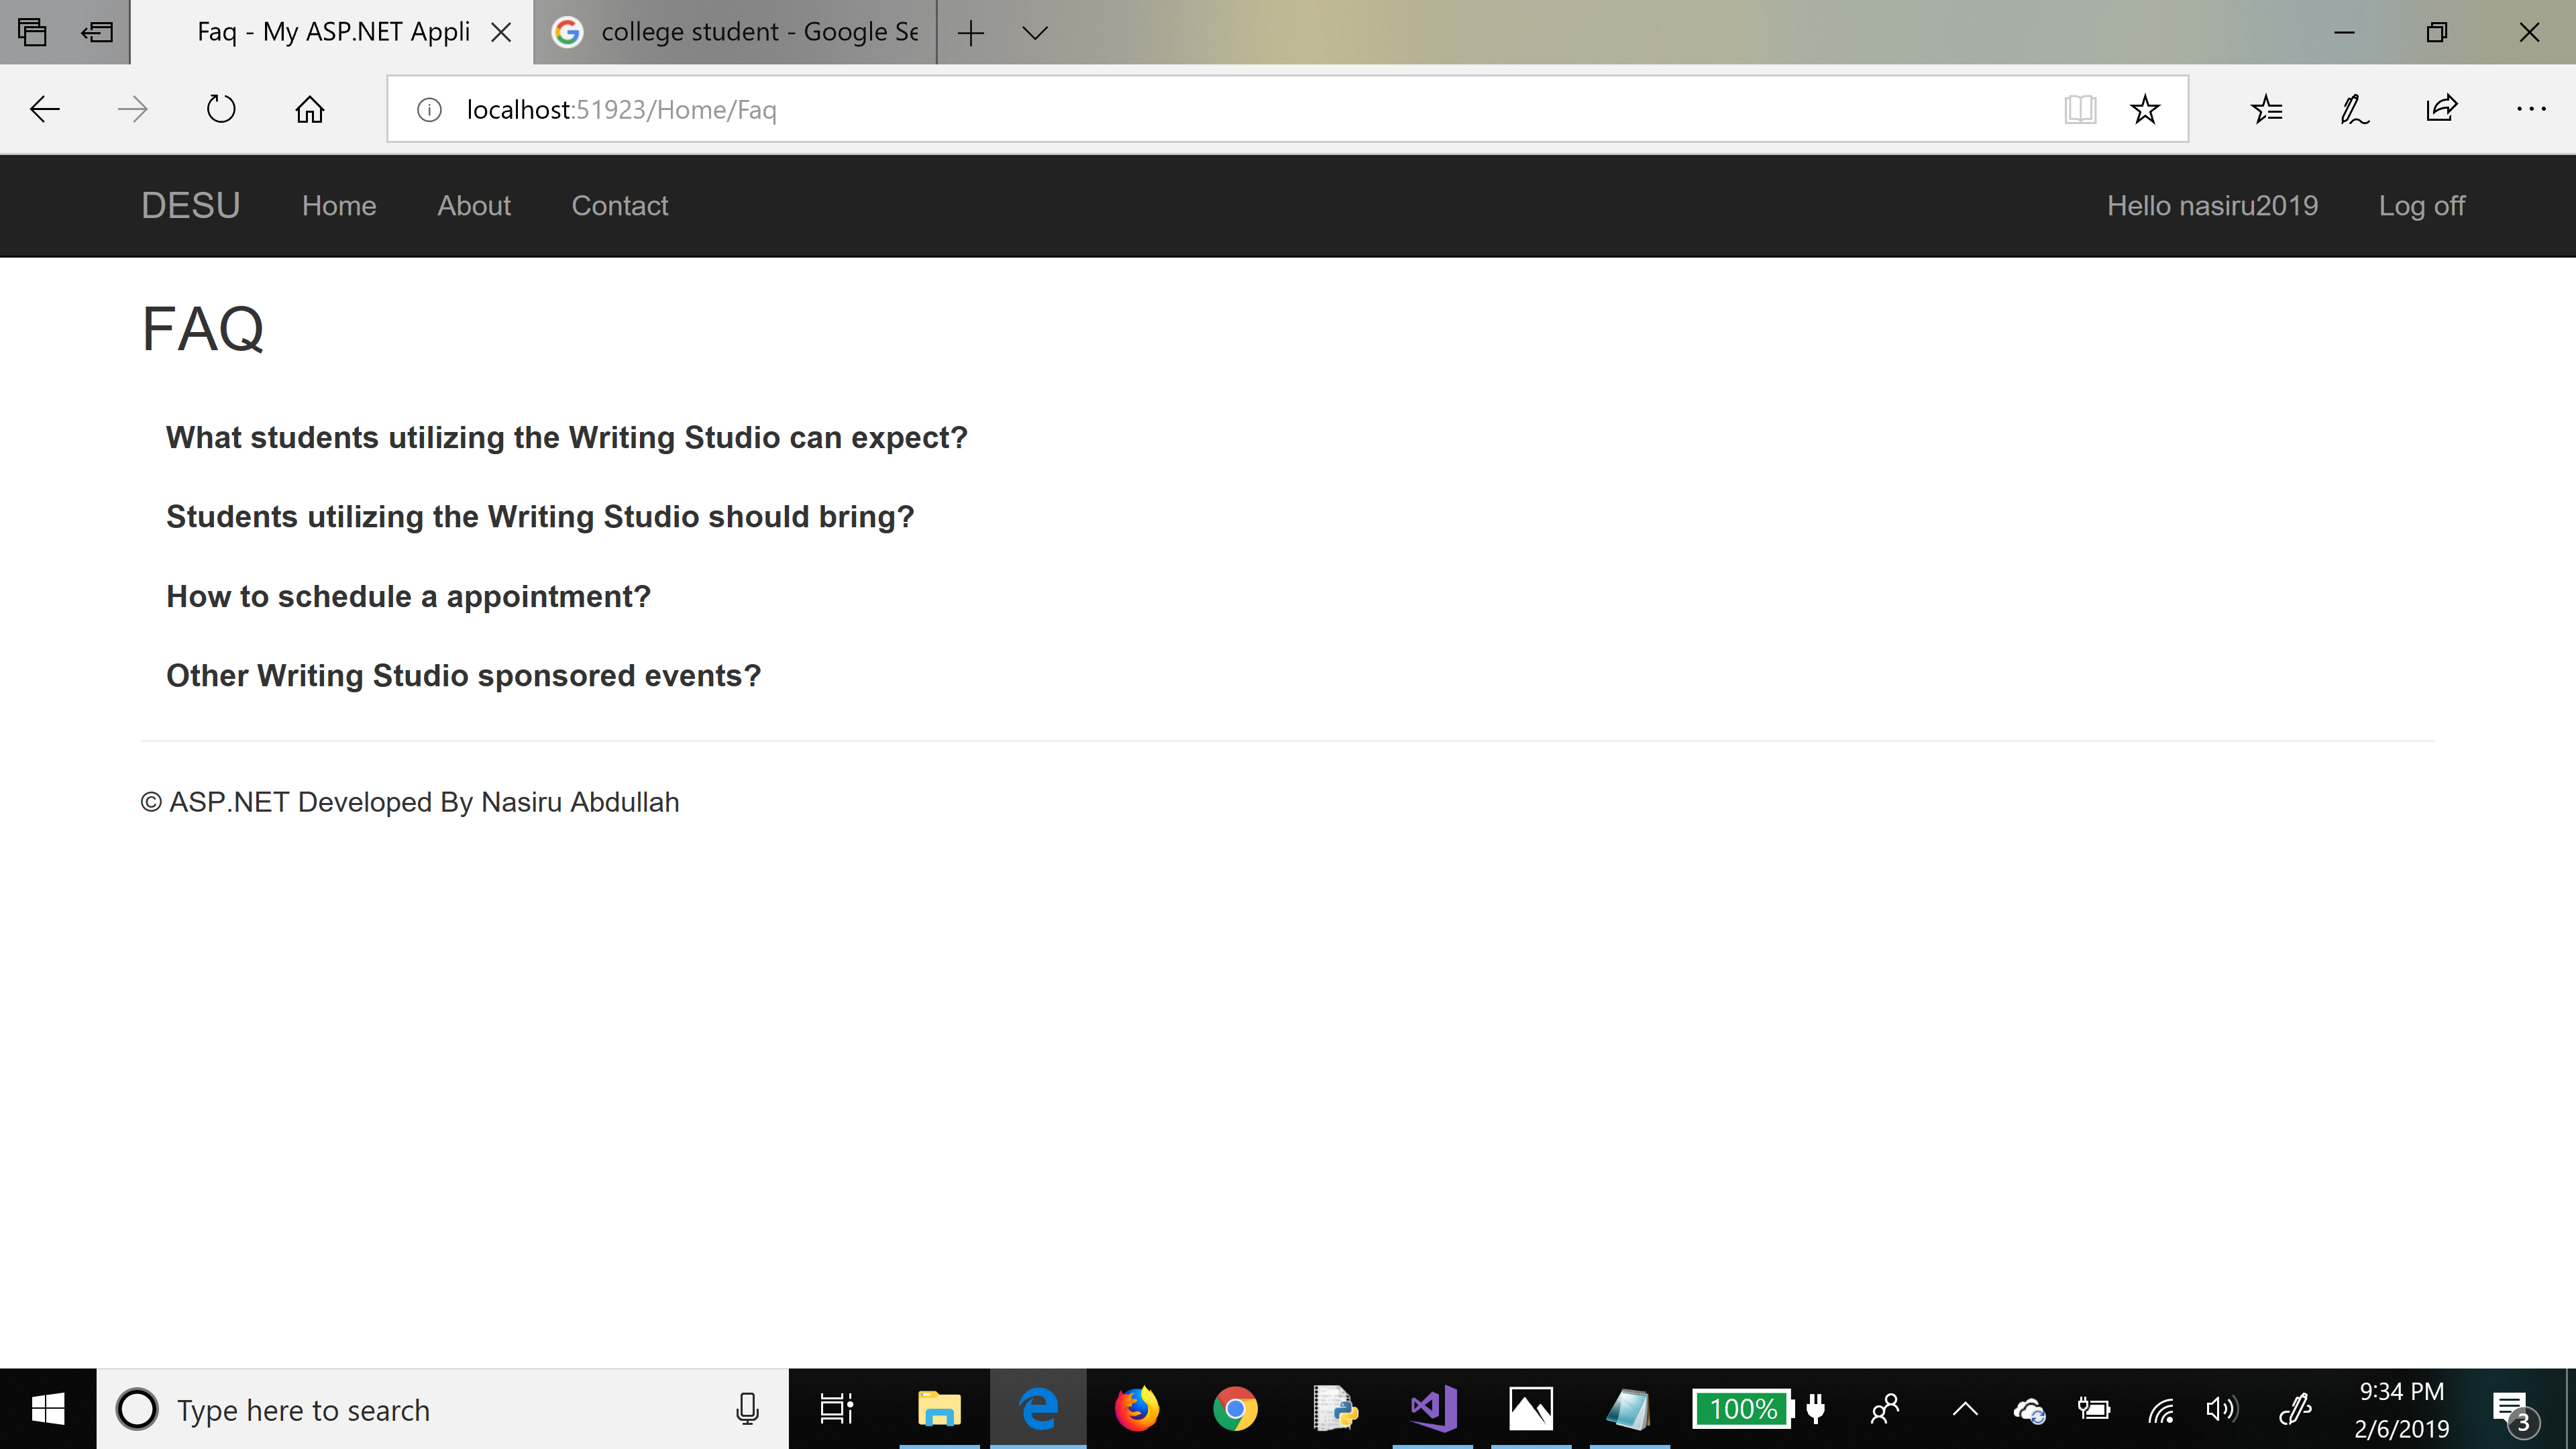 Faq - My ASP.NET Appli
college student - Google Se
localhost:51923/Home/Faq
DESU Home About Contact Hello nasiru2019 Log off
FAQ
What students utilizing the Writing Studio can expect?
Students utilizing the Writing Studio should bring?
How to schedule a appointment?
Other Writing Studio sponsored events?
© ASP.NET Developed By Nasiru Abdullah
Type here to search
100%
9:34 PM
2/6/2019
3